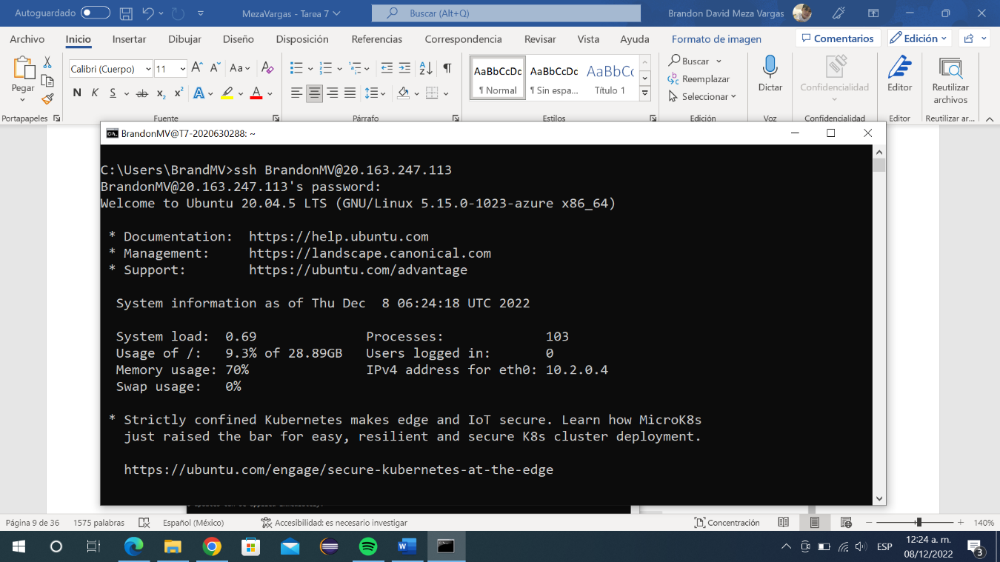 Autoguardado
MezaVargas - Tarea 7
Buscar (Alt+Q)
Brandon David Meza Vargas
Archivo Inicio Insertar Dibujar Diseño Disposición Referencias Correspondencia Revisar Vista Ayuda Formato de imagen Comentarios Edición
Pegar
Portapapeles
Calibri (Cuerpo) 11 A^ A˅ Aa A
N K S ab x₂ x² A A
Fuente
Párrafo
AaBbCcDc AaBbCcDc AaBbCc
¶ Normal ¶ Sin espa... Título 1
Estilos
Buscar
Reemplazar
Seleccionar
Edición
Dictar
Voz
Confidencialidad
Confidencialidad
Editor
Editor
Reutilizar
archivos
Reutilizar ar...
BrandonMV@T7-2020630288: ~
C:\Users\BrandMV>ssh BrandonMV@20.163.247.113
BrandonMV@20.163.247.113's password:
Welcome to Ubuntu 20.04.5 LTS (GNU/Linux 5.15.0-1023-azure x86_64)
* Documentation: https://help.ubuntu.com
* Management: https://landscape.canonical.com
* Support: https://ubuntu.com/advantage
System information as of Thu Dec 8 06:24:18 UTC 2022
System load: 0.69 Processes: 103
Usage of /: 9.3% of 28.89GB Users logged in: 0
Memory usage: 70% IPv4 address for eth0: 10.2.0.4
Swap usage: 0%
* Strictly confined Kubernetes makes edge and IoT secure. Learn how MicroK8s
just raised the bar for easy, resilient and secure K8s cluster deployment.
https://ubuntu.com/engage/secure-kubernetes-at-the-edge
Página 9 de 36 1575 palabras Español (México) Accesibilidad: es necesario investigar Concentración 140%
ESP
12:24 a. m.
08/12/2022
3